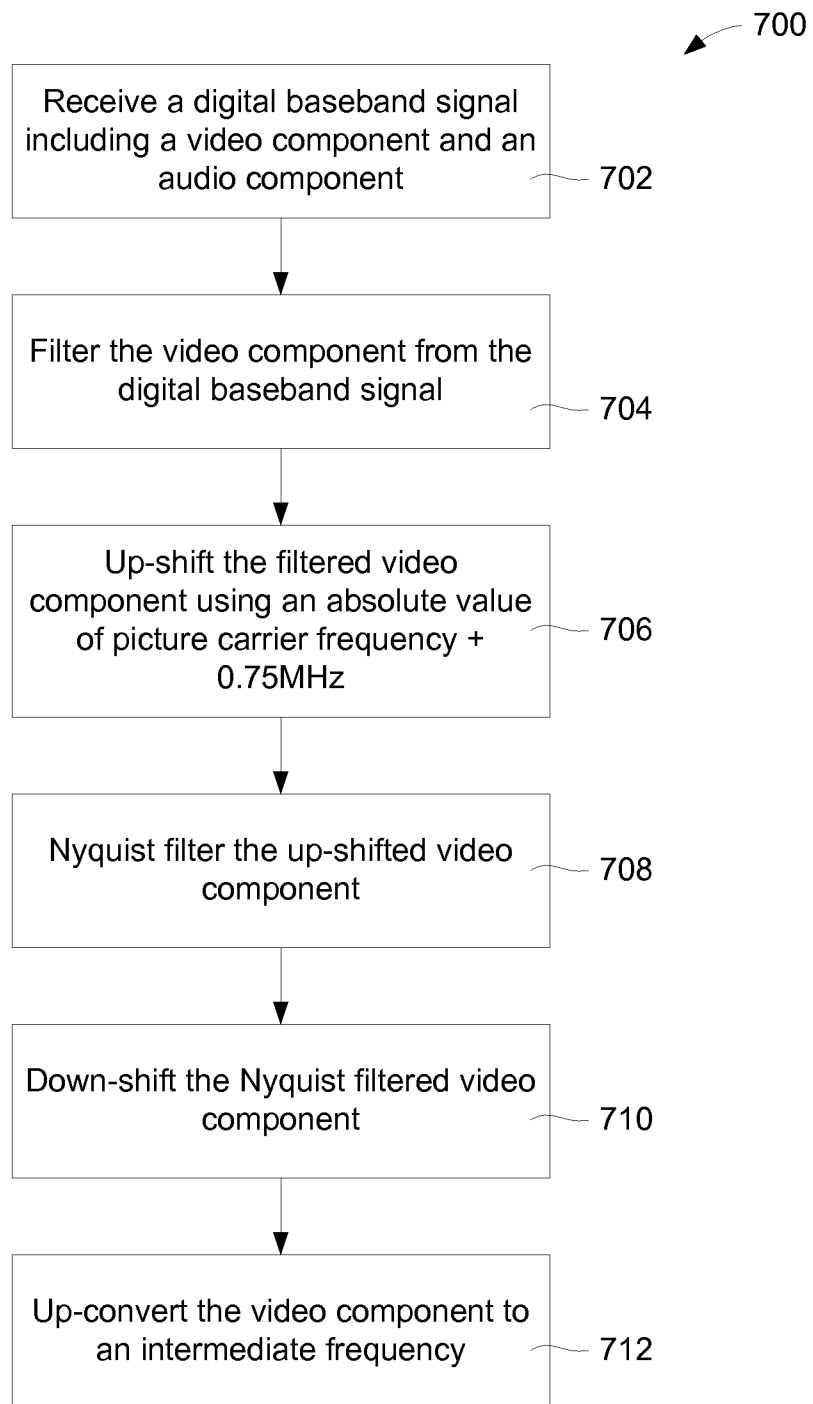 700
Receive a digital baseband signal
including a video component and an
audio component
702
Filter the video component from the
digital baseband signal
704
Up-shift the filtered video
component using an absolute value
of picture carrier frequency +
0.75MHz
706
Nyquist filter the up-shifted video
component
708
Down-shift the Nyquist filtered video
component
710
Up-convert the video component to
an intermediate frequency
712